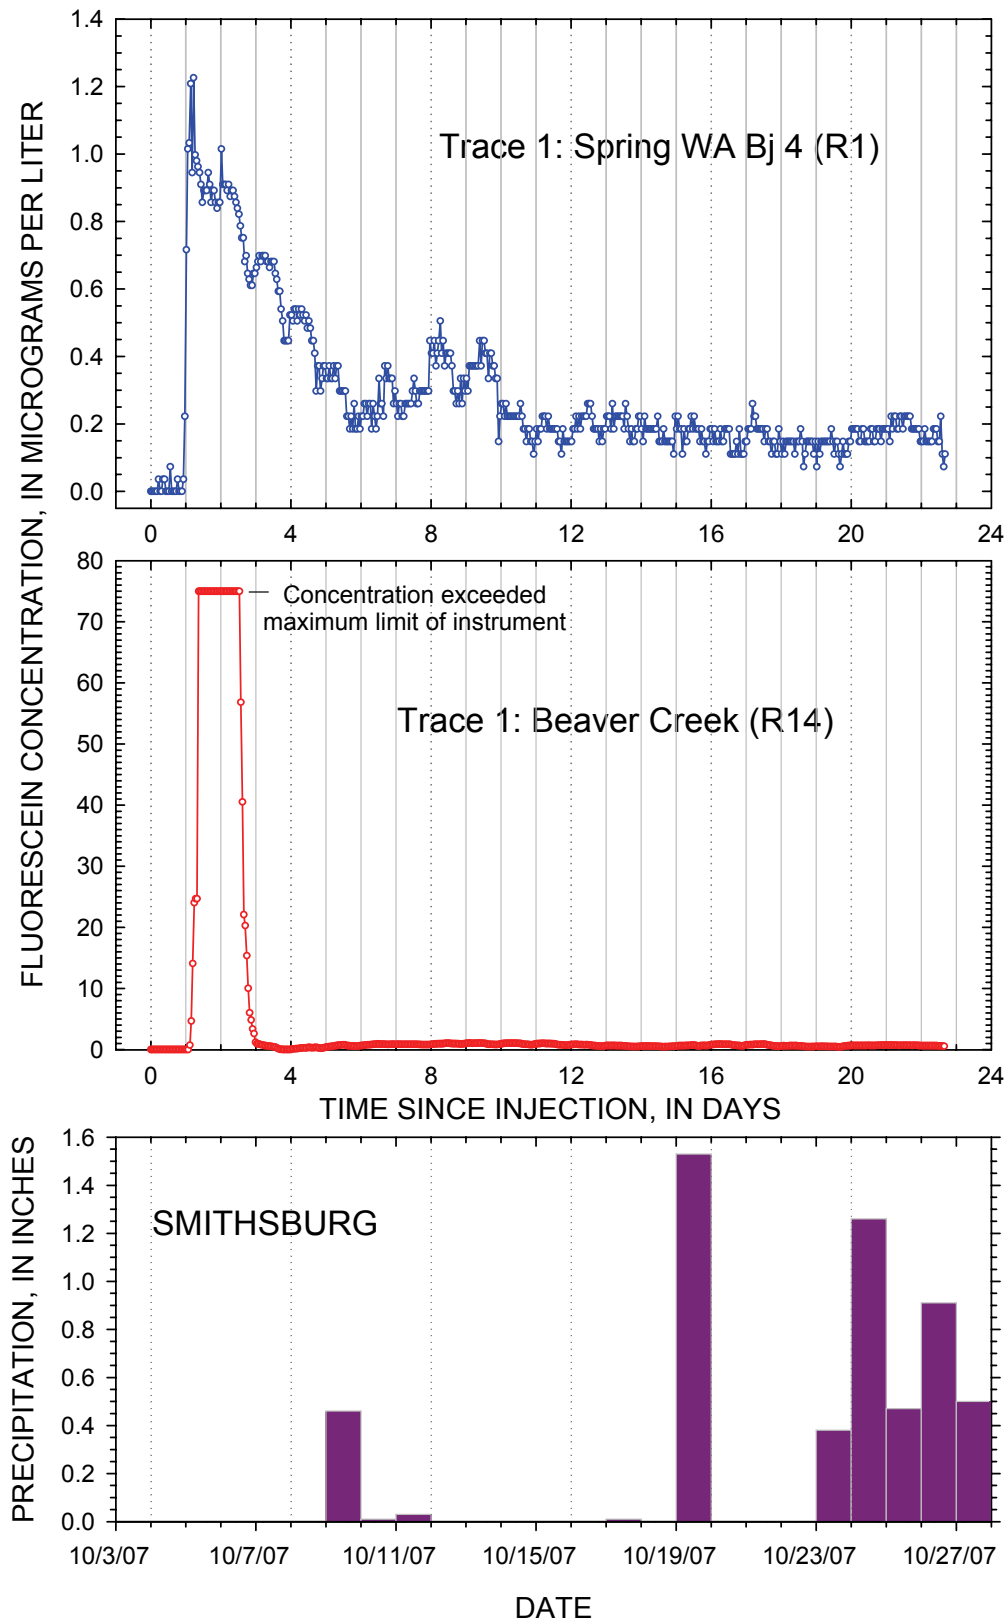 FLUORESCEIN CONCENTRATION, IN MICROGRAMS PER LITER
1.4
1.2
1.0
0.8
0.6
0.4
0.2
0.0
Trace 1: Spring WA Bj 4 (R1)
0 4 8 12 16 20 24
80
70
60
50
40
30
20
10
0
Concentration exceeded
maximum limit of instrument
Trace 1: Beaver Creek (R14)
0 4 8 12 16 20 24
TIME SINCE INJECTION, IN DAYS
PRECIPITATION, IN INCHES
1.6
1.4
1.2
1.0
0.8
0.6
0.4
0.2
0.0
SMITHSBURG
10/3/07 10/7/07 10/11/07 10/15/07 10/19/07 10/23/07 10/27/07
DATE